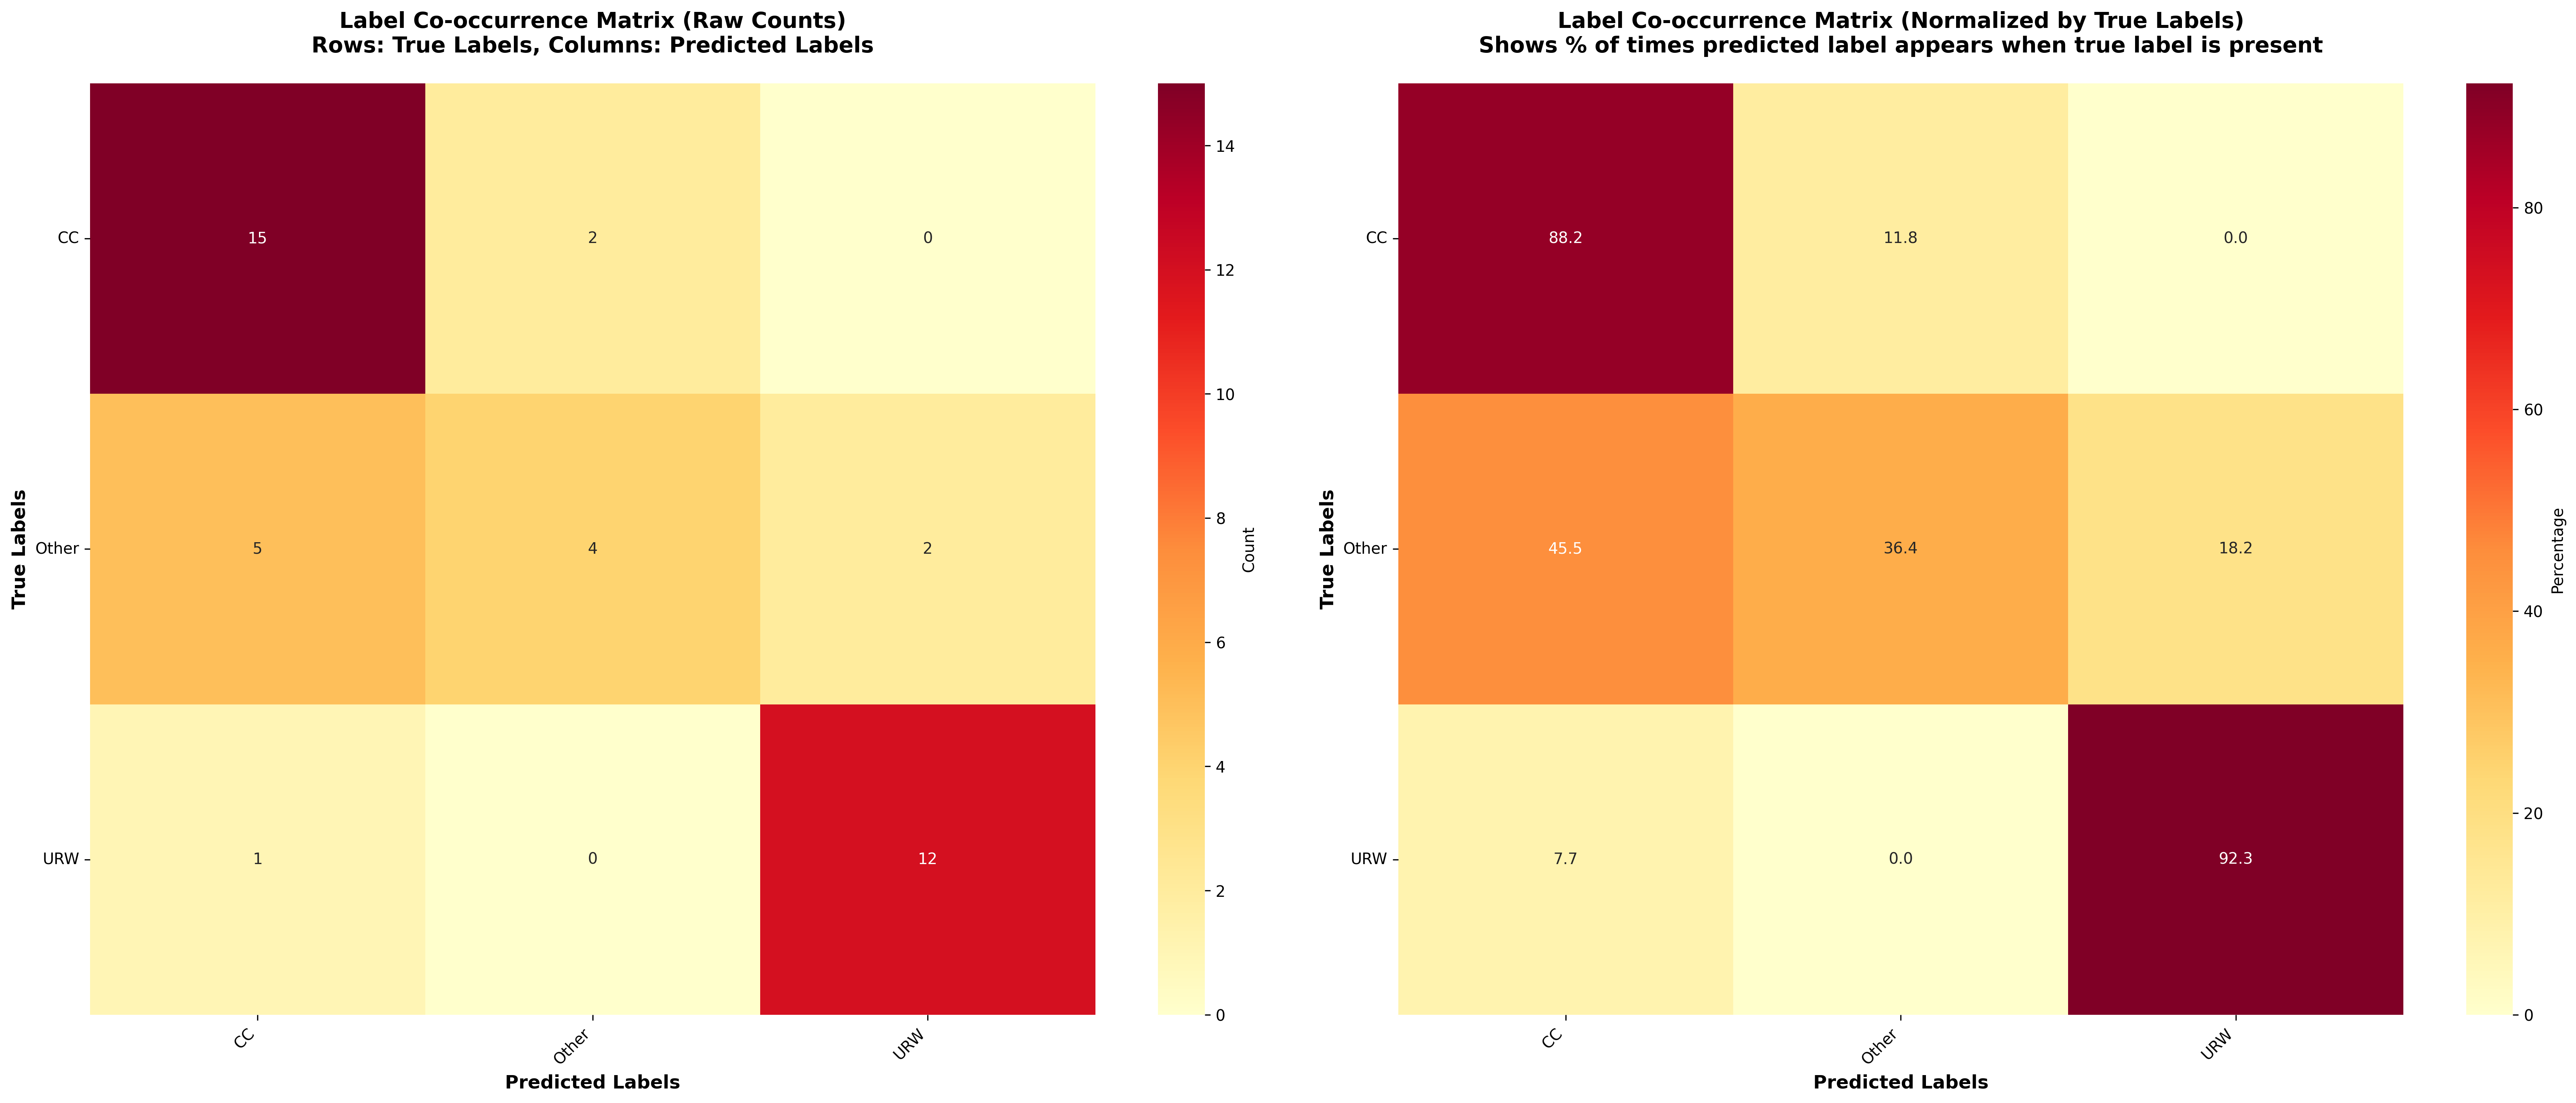 Label Co-occurrence Matrix (Raw Counts)
Rows: True Labels, Columns: Predicted Labels
True Labels
CC
Other
URW
15
2
0
5
4
2
1
0
12
CC
Other
URW
Predicted Labels
14
12
10
8
6
4
2
0
Count
Label Co-occurrence Matrix (Normalized by True Labels)
Shows % of times predicted label appears when true label is present
True Labels
CC
Other
URW
88.2
11.8
0.0
45.5
36.4
18.2
7.7
0.0
92.3
CC
Other
URW
Predicted Labels
80
60
40
20
0
Percentage